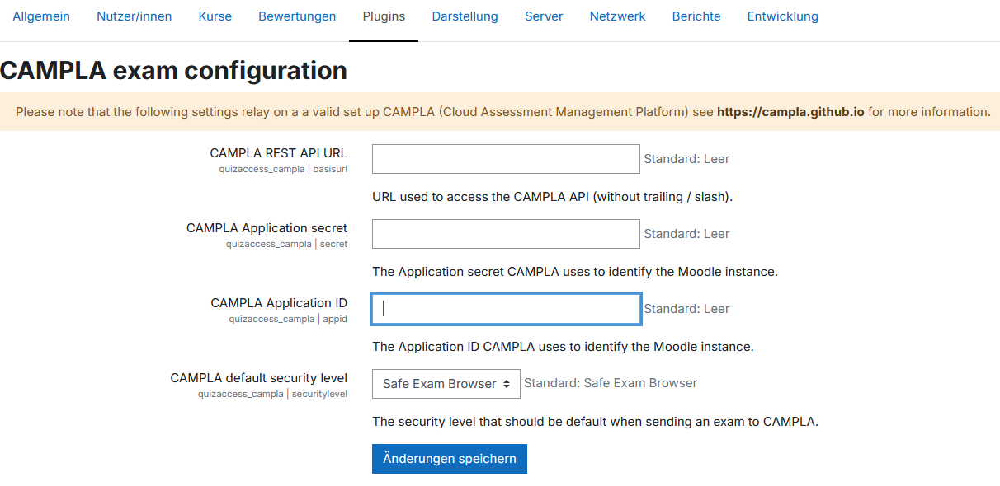 Allgemein Nutzer/innen Kurse Bewertungen Plugins Darstellung Server Netzwerk Berichte Entwicklung
CAMPLA exam configuration
Please note that the following settings relay on a a valid set up CAMPLA (Cloud Assessment Management Platform) see https://campla.github.io for more information.
CAMPLA REST API URL
quizaccess_campla | basisurl
Standard: Leer
URL used to access the CAMPLA API (without trailing / slash).
CAMPLA Application secret
quizaccess_campla | secret
Standard: Leer
The Application secret CAMPLA uses to identify the Moodle instance.
CAMPLA Application ID
quizaccess_campla | appid
Standard: Leer
The Application ID CAMPLA uses to identify the Moodle instance.
CAMPLA default security level
quizaccess_campla | securitylevel
Safe Exam Browser Standard: Safe Exam Browser
The security level that should be default when sending an exam to CAMPLA.
Änderungen speichern